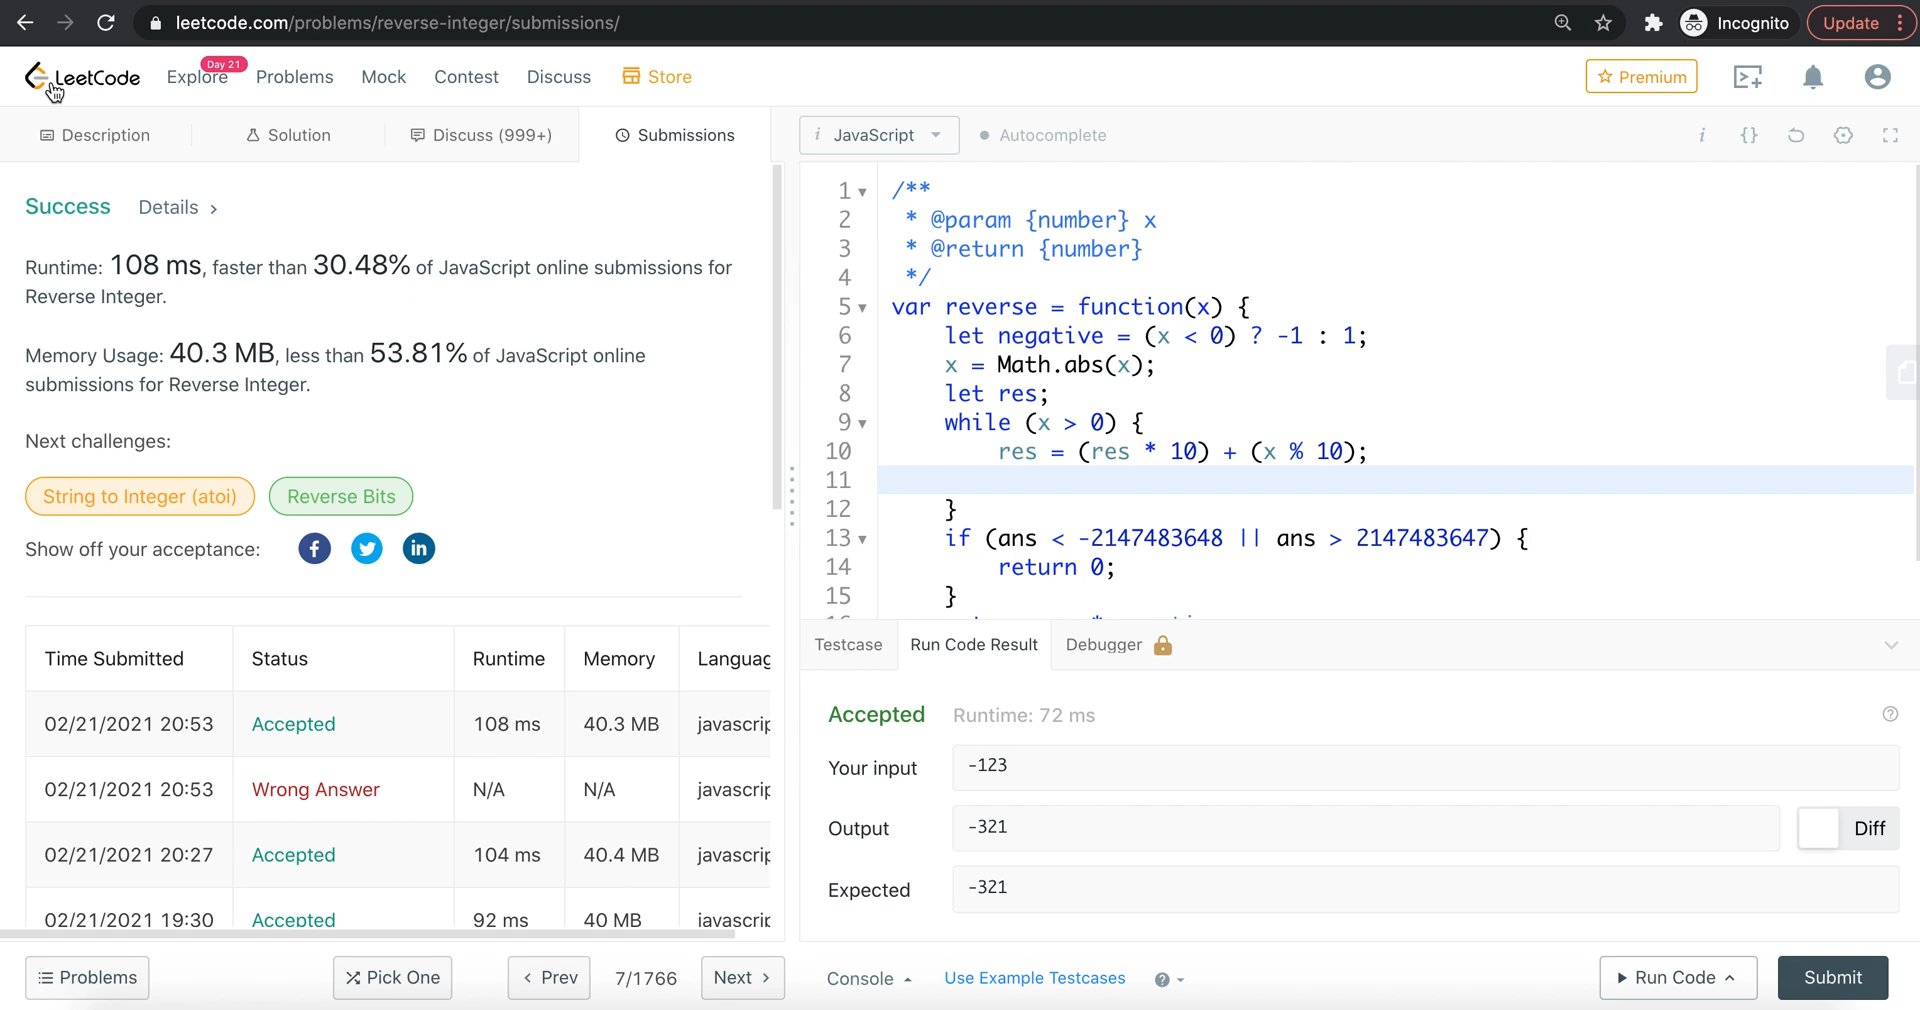 leetcode.com/problems/reverse-integer/submissions/
Incognito
Update
LeetCode
Explore
Day 21
Problems
Mock
Contest
Discuss
Store
Premium
Description
Solution
Discuss (999+)
Submissions
Success
Details >
Runtime: 108 ms, faster than 30.48% of JavaScript online submissions for
Reverse Integer.
Memory Usage: 40.3 MB, less than 53.81% of JavaScript online
submissions for Reverse Integer.
Next challenges:
String to Integer (atoi)
Reverse Bits
Show off your acceptance:
Time Submitted Status Runtime Memory Languag
02/21/2021 20:53 Accepted 108 ms 40.3 MB javascrip
02/21/2021 20:53 Wrong Answer N/A N/A javascrip
02/21/2021 20:27 Accepted 104 ms 40.4 MB javascrip
02/21/2021 19:30 Accepted 92 ms 40 MB javascrip
Problems
Pick One
< Prev
7/1766
Next >
i JavaScript
Autocomplete
i {}
1 /**
2 * @param {number} x
3 * @return {number}
4 */
5 var reverse = function(x) {
6 let negative = (x < 0) ? -1 : 1;
7 x = Math.abs(x);
8 let res;
9 while (x > 0) {
10 res = (res * 10) + (x % 10);
11
12 }
13 if (ans < -2147483648 || ans > 2147483647) {
14 return 0;
15 }
Testcase
Run Code Result
Debugger
Accepted
Runtime: 72 ms
Your input
-123
Output
-321
Diff
Expected
-321
Console
Use Example Testcases
Run Code
Submit